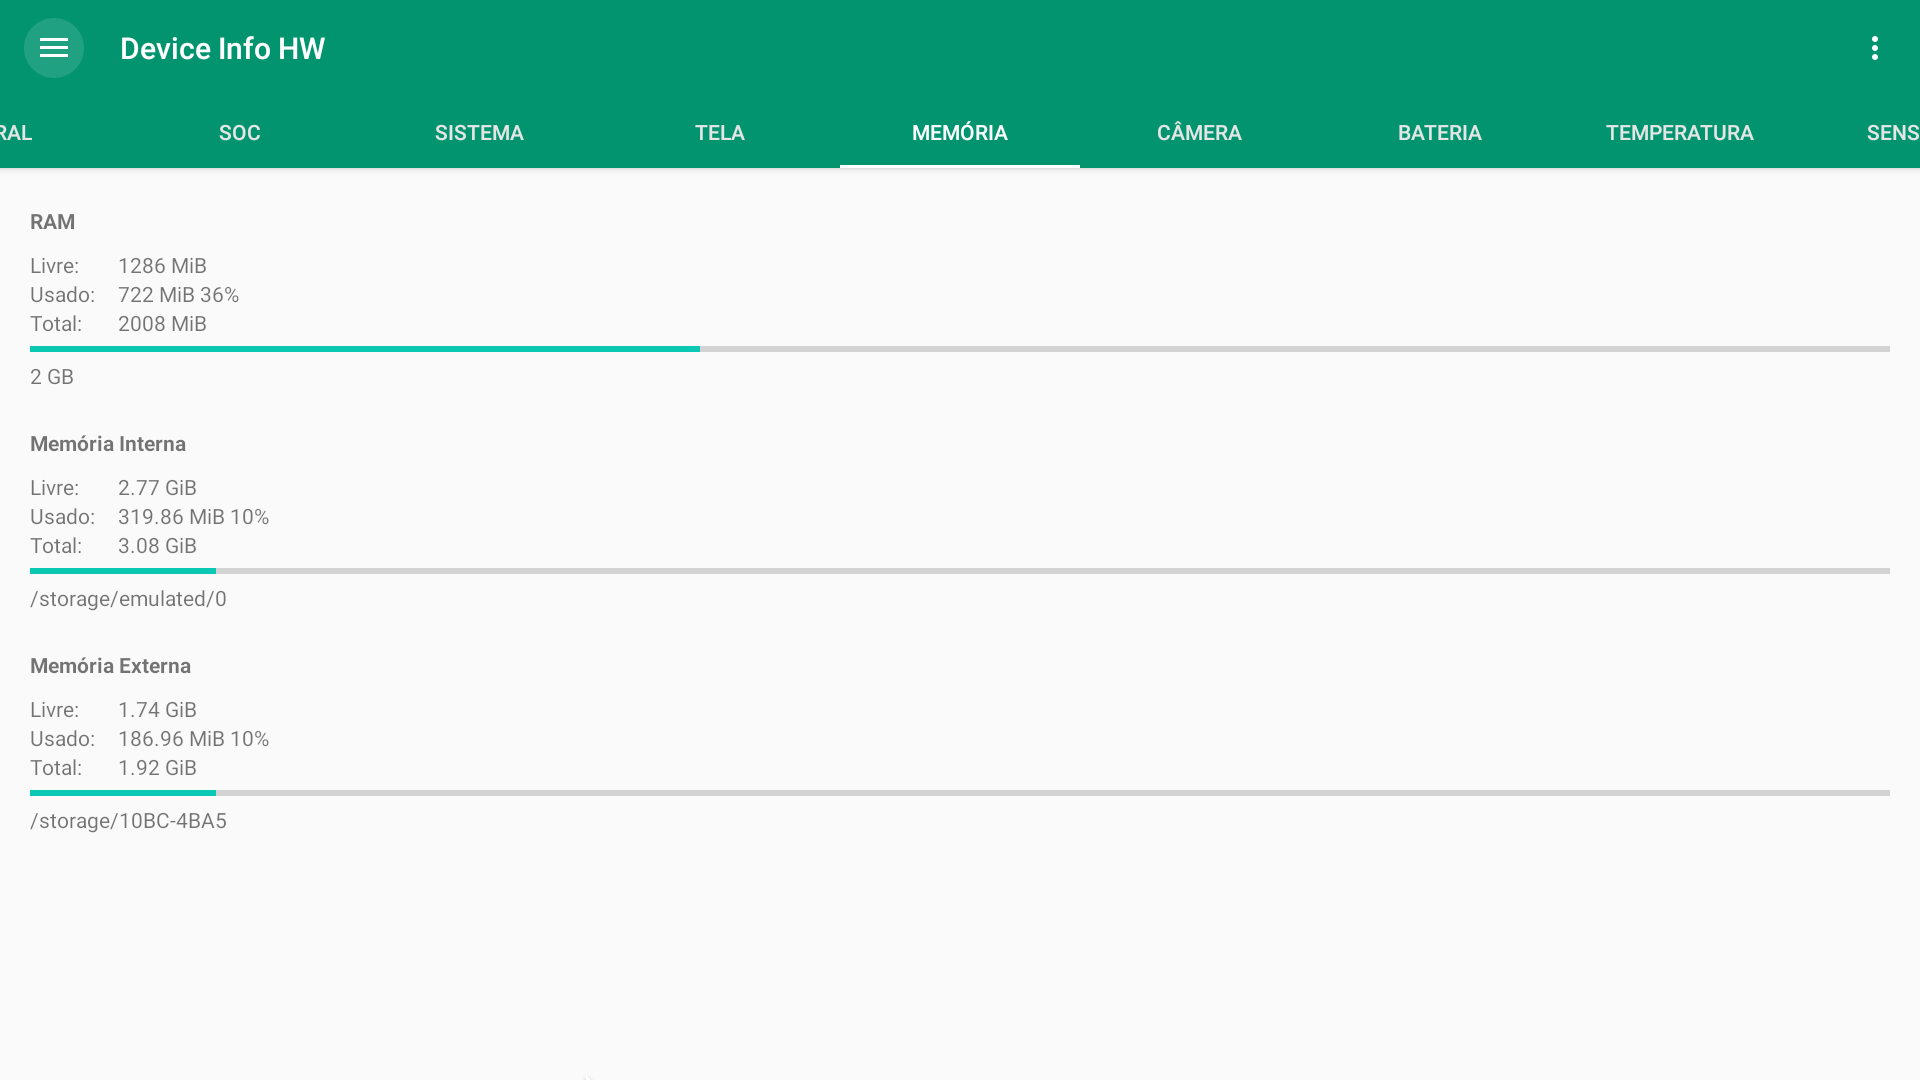 Device Info HW
RAL SOC SISTEMA TELA MEMÓRIA CÂMERA BATERIA TEMPERATURA SENS
RAM
Livre: 1286 MiB
Usado: 722 MiB 36%
Total: 2008 MiB
2 GB
Memória Interna
Livre: 2.77 GiB
Usado: 319.86 MiB 10%
Total: 3.08 GiB
/storage/emulated/0
Memória Externa
Livre: 1.74 GiB
Usado: 186.96 MiB 10%
Total: 1.92 GiB
/storage/10BC-4BA5